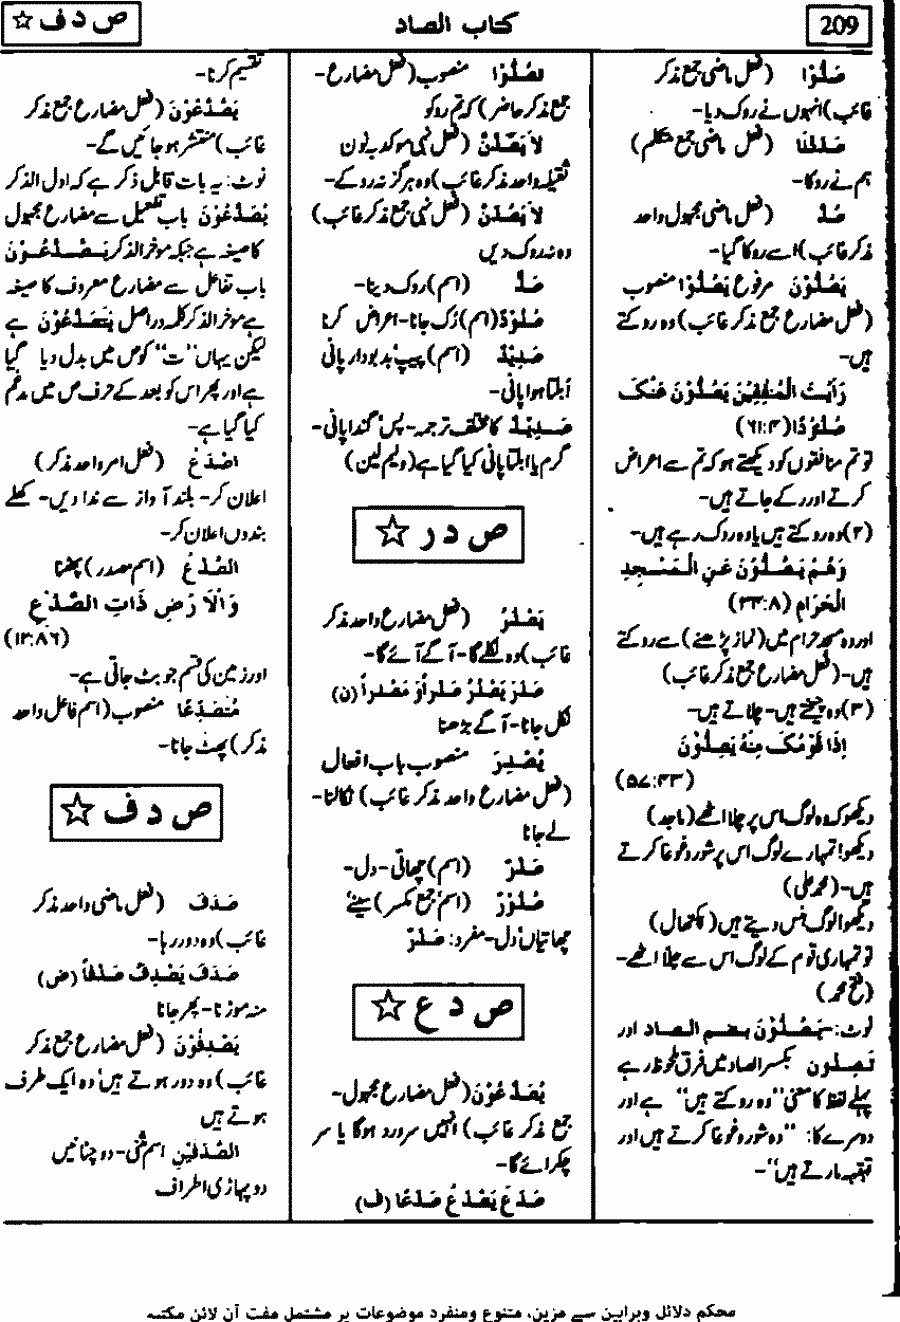 209
کتاب الصاد
ص د ف ☆
صَدُّوْا (فعل ماضی جمع مذکر
غائب) انہوں نے روک دیا۔
صَدَدْنَا (فعل ماضی جمع متکلم)
ہم نے روکا۔
صُدَّ (فعل ماضی مجہول واحد
مذکر غائب) اسے روکا گیا۔
يَصُدُّوْنَ مرفوع يَصُدُّوْا منصوب
(فعل مضارع جمع مذکر غائب) وہ روکتے
ہیں۔
رَاَيْتَ الْمُنٰفِقِيْنَ يَصُدُّوْنَ عَنْكَ
صُدُوْدًا (۶۱:۴)
تو تم منافقوں کو دیکھتے ہو کہ تم سے اعراض
کرتے اور رکے جاتے ہیں۔
(۲) وہ روکتے ہیں یا وہ روک رہے ہیں۔
وَهُمْ يَصُدُّوْنَ عَنِ الْمَسْجِدِ
الْحَرَامِ (۳۴:۸)
اور وہ مسجد حرام میں (نماز پڑھنے) سے روکتے
ہیں۔ (فعل مضارع جمع مذکر غائب)
(۳) وہ چیختے ہیں۔ چلاتے ہیں۔
اِذَا قَوْمُكَ مِنْهُ يَصِدُّوْنَ
(۵۷:۴۳)
دیکھو کہ وہ لوگ اس پر چلا اٹھے (ماجد)
دیکھو! تمہارے لوگ اس پر شور و غوغا کرتے
ہیں۔ (محمد علی)
دیکھو! لوگ ہنس دیتے ہیں (پکتھال)
تو تمہاری قوم کے لوگ اس سے چلا اٹھے۔
(فتح محمد)
نوٹ:۔ يَصُدُّوْنَ بضم الصاد اور
تصدون بکسر الصاد میں فرق ملحوظ رہے
پہلے لفظ کا معنی "وہ روکتے ہیں" ہے اور
دوسرے کا: "وہ شور و غوغا کرتے ہیں اور
قہقہہ مارتے ہیں"۔
تصُدُّوْا منصوب (فعل مضارع۔
جمع مذکر حاضر) کہ تم روکو
لاَ يَصُدَّنَّ (فعل نہی موکد بہ نون
ثقیلہ واحد مذکر غائب) وہ ہرگز نہ روکے۔
لاَ يَصُدَّنَّ (فعل نہی جمع مذکر غائب)
وہ نہ روک دیں
صَدٌّ (اسم) روک دینا۔
صُدُوْدٌ (اسم) رُک جانا۔ اعراض کرنا
صَدِيْدٌ (اسم) پیپ' بدبودار پانی
اُبلتا ہوا پانی۔
صَدِيْدٌ کا مختلف ترجمہ۔ پس' گندا پانی۔
گرم یا ابلتا پانی کیا گیا ہے (ولیم لین)
ص د ر ☆
يَصْدُرُ (فعل مضارع واحد مذکر
غائب) وہ نکلے گا۔ آگے آئے گا۔
صَدَرَ يَصْدُرُ صَدْراً وَ مَصْدَراً (ن)
نکل جانا۔ آگے بڑھنا
يُصْدِرَ منصوب باب افعال
(فعل مضارع واحد مذکر غائب) نکالنا۔
لے جانا
صَدْرٌ (اسم) چھاتی۔ دل۔
صُدُوْرٌ (اسم' جمع مکسر) سینے'
چھاتیاں' دل۔ مفرد: صَدْرٌ
ص د ع ☆
يُصَدَّعُوْنَ (فعل مضارع مجہول۔
جمع مذکر غائب) انہیں سر درد ہوگا یا سر
چکرائے گا۔
صَدَعَ يَصْدَعُ صَدْعًا (ف)
تقسیم کرنا۔
يَصَّدَّعُوْنَ (فعل مضارع جمع مذکر
غائب) منتشر ہو جائیں گے۔
نوٹ: یہ بات قابل ذکر ہے کہ اول الذکر
يُصَدَّعُوْنَ باب تفعیل سے مضارع مجہول
کا صیغہ ہے جبکہ موخر الذکر يَصَّدَّعُوْنَ
باب تفاعل سے مضارع معروف کا صیغہ
ہے موخر الذکر کلمہ دراصل يَتَصَدَّعُوْنَ ہے
لیکن یہاں "ت" کو ص میں بدل دیا گیا
ہے اور پھر اس کو بعد کے حرف ص میں مدغم
کیا گیا ہے۔
اصْدَعْ (فعل امر واحد مذکر)
اعلان کر۔ بلند آواز سے ندا دیں۔ کھلے
بندوں اعلان کر۔
الصَّدْعُ (اسم مصدر) پھٹنا
وَالْاَرْضِ ذَاتِ الصَّدْعِ
(۱۲:۸۶)
اور زمین کی قسم جو پھٹ جاتی ہے۔
مُتَصَدِّعًا منصوب (اسم فاعل واحد
مذکر) پھٹ جانا۔
ص د ف ☆
صَدَفَ (فعل ماضی واحد مذکر
غائب) وہ دور رہا۔
صَدَفَ يَصْدِفُ صَدْفاً (ض)
منہ موڑنا۔ پھر جانا
يَصْدِفُوْنَ (فعل مضارع جمع مذکر
غائب) وہ دور ہوتے ہیں' وہ ایک طرف
ہوتے ہیں
الصَّدَفَيْنِ اسم مثنیٰ۔ دو چٹانیں
دو پہاڑی اطراف
محکم دلائل وبراہین سے مزین، متنوع ومنفرد موضوعات پر مشتمل مفت آن لائن مکتبہ